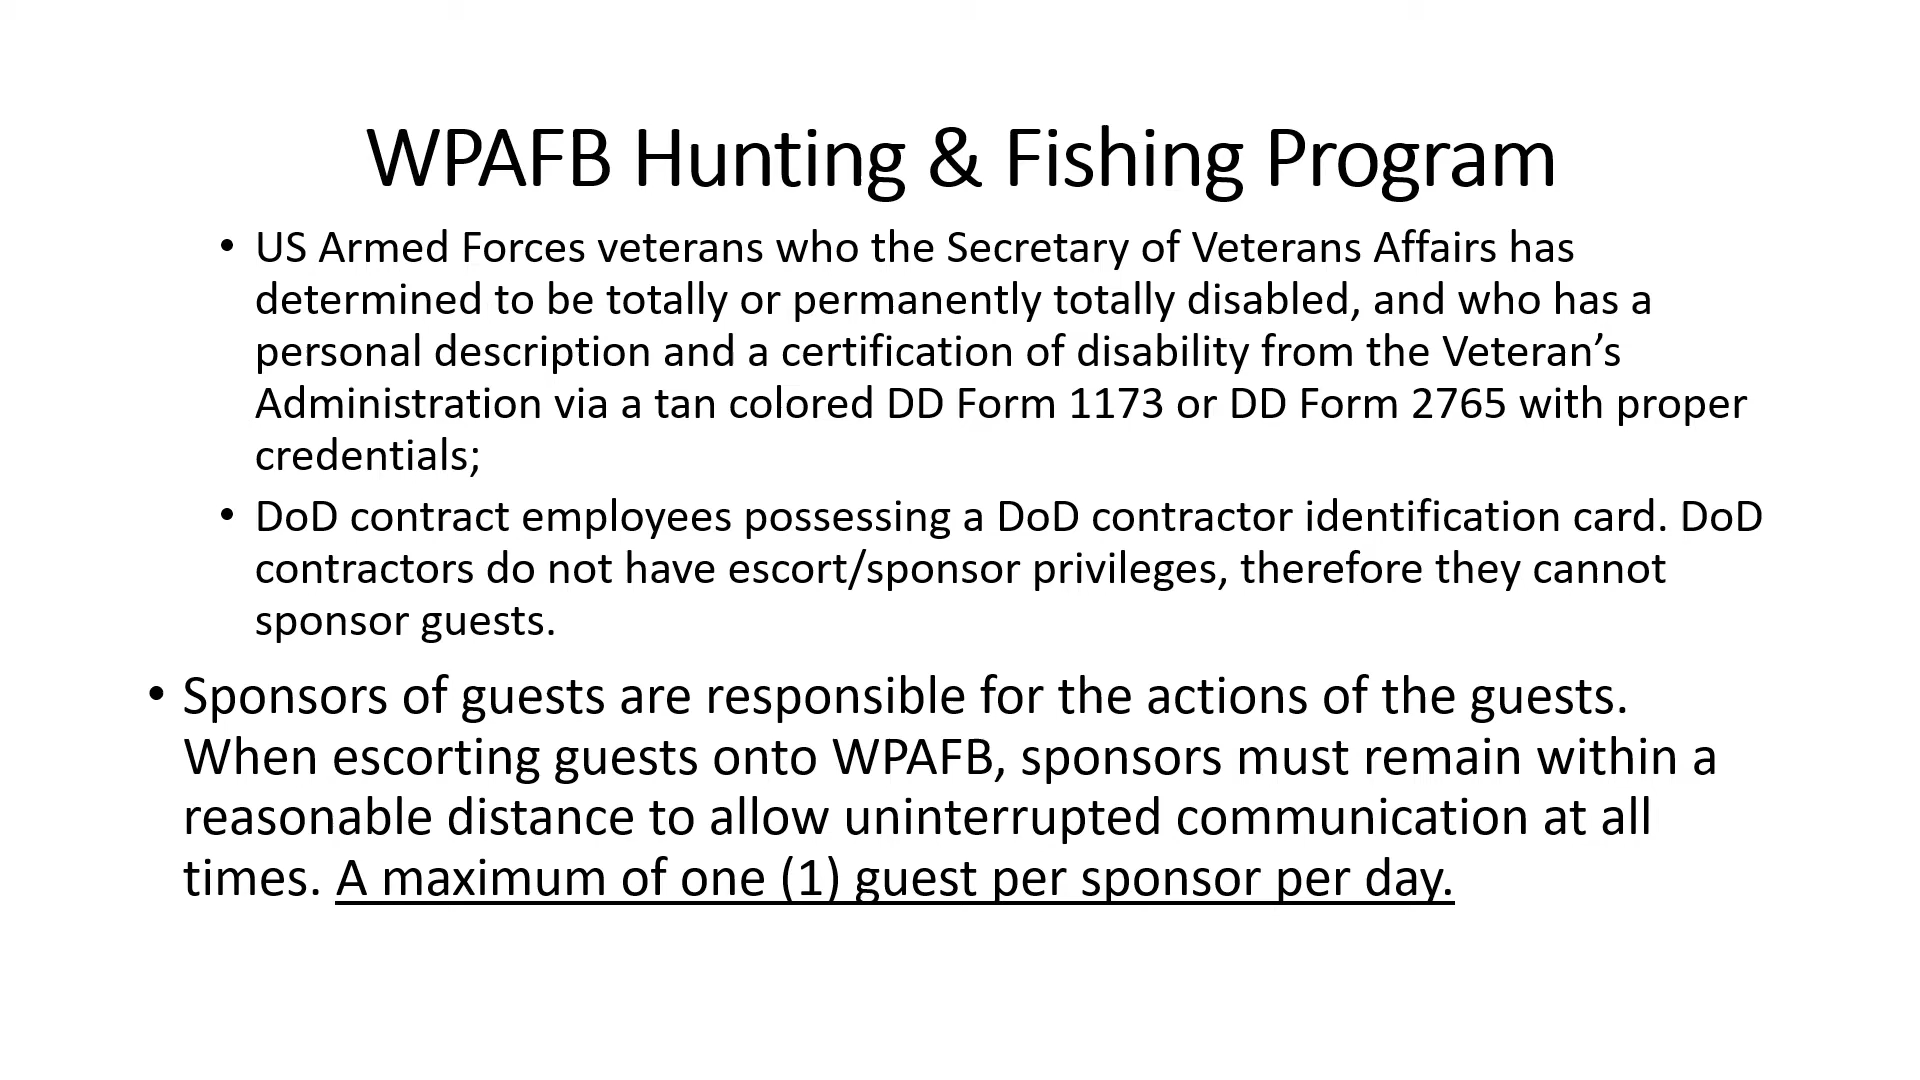 WPAFB Hunting & Fishing Program
• US Armed Forces veterans who the Secretary of Veterans Affairs has
determined to be totally or permanently totally disabled, and who has a
personal description and a certification of disability from the Veteran’s
Administration via a tan colored DD Form 1173 or DD Form 2765 with proper
credentials;
• DoD contract employees possessing a DoD contractor identification card. DoD
contractors do not have escort/sponsor privileges, therefore they cannot
sponsor guests.
• Sponsors of guests are responsible for the actions of the guests.
When escorting guests onto WPAFB, sponsors must remain within a
reasonable distance to allow uninterrupted communication at all
times. A maximum of one (1) guest per sponsor per day.